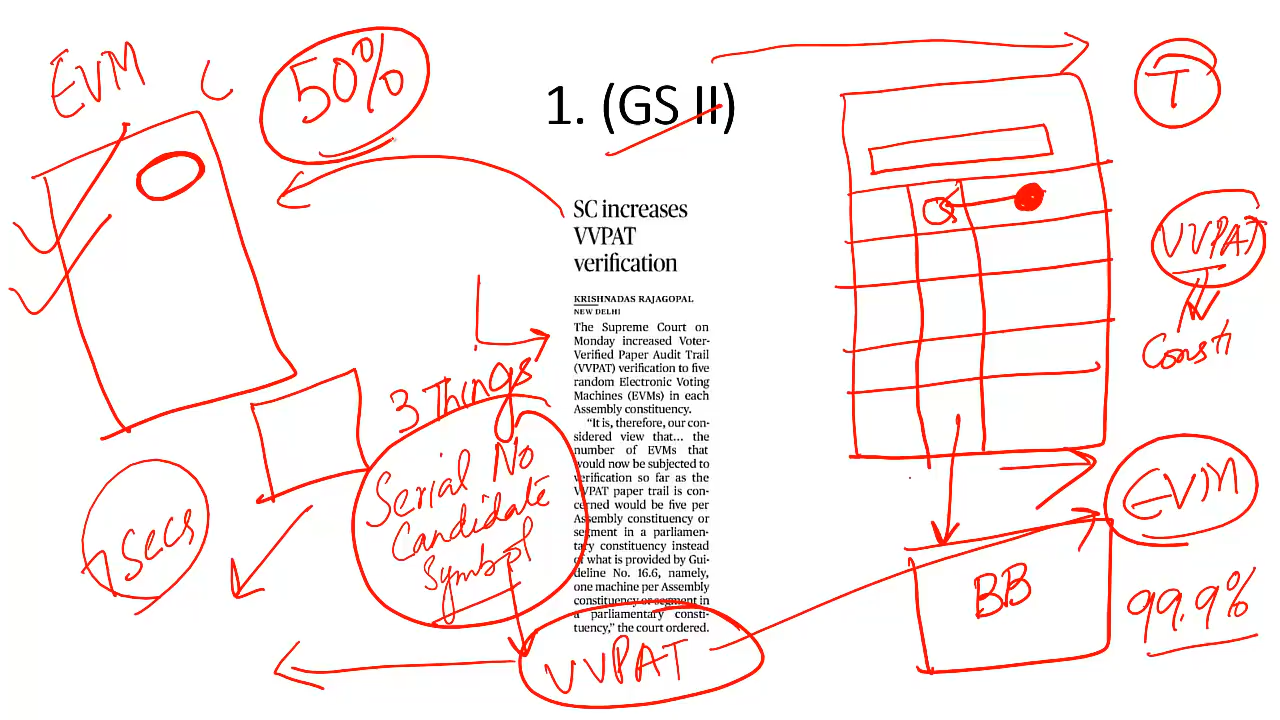 EVM
50%
1. (GS II)
T
SC increases
VVPAT
verification
KRISHNADAS RAJAGOPAL
NEW DELHI
The Supreme Court on
Monday increased Voter-
Verified Paper Audit Trail
(VVPAT) verification to five
random Electronic Voting
Machines (EVMs) in each
Assembly constituency.
“It is, therefore, our con-
sidered view that... the
number of EVMs that
would now be subjected to
verification so far as the
VVPAT paper trail is con-
cerned would be five per
Assembly constituency or
segment in a parliamen-
tary constituency instead
of what is provided by Gui-
deline No. 16.6, namely,
one machine per Assembly
constituency or segment in
a parliamentary consti-
tuency,” the court ordered.
3 Things
Serial No
Candidate
Symbol
7 Secs
VVPAT
VVPAT
Consti
EVM
BB
99.9%